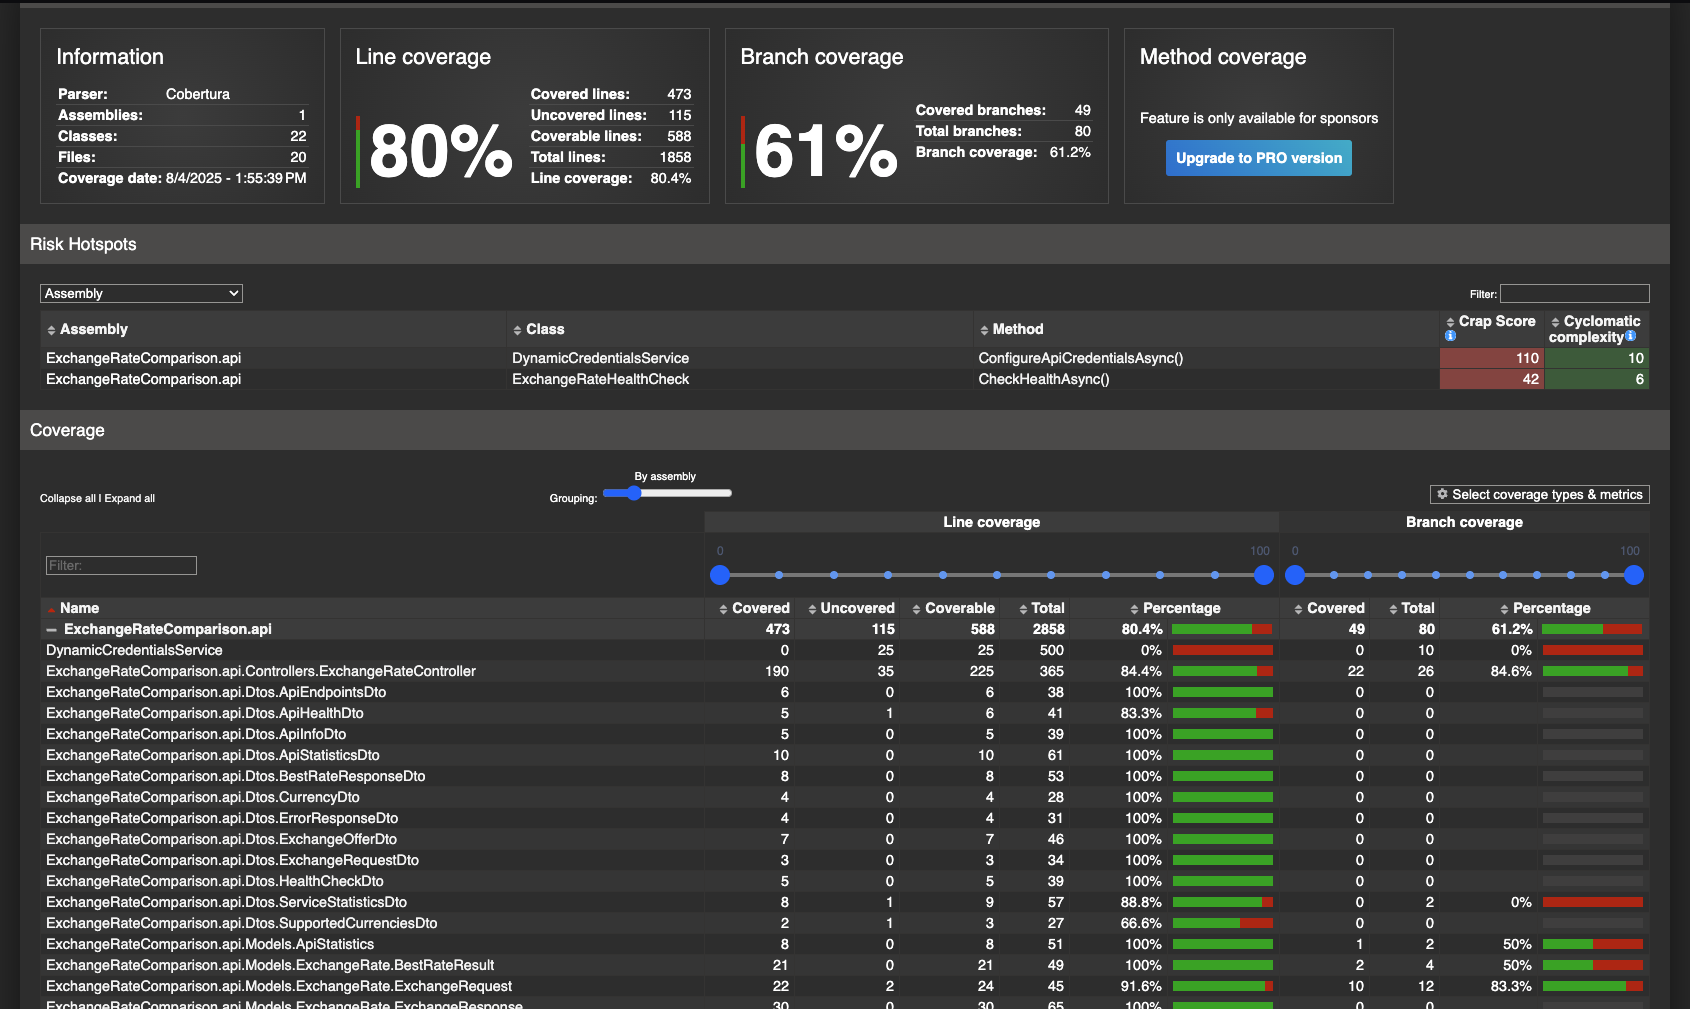 Information
Parser: Cobertura
Assemblies: 1
Classes: 22
Files: 20
Coverage date: 8/4/2025 - 1:55:39 PM
Line coverage
80%
Covered lines: 473
Uncovered lines: 115
Coverable lines: 588
Total lines: 1858
Line coverage: 80.4%
Branch coverage
61%
Covered branches: 49
Total branches: 80
Branch coverage: 61.2%
Method coverage
Feature is only available for sponsors
Upgrade to PRO version
Risk Hotspots
Assembly
Filter:
Assembly Class Method Crap Score Cyclomatic complexity
ExchangeRateComparison.api DynamicCredentialsService ConfigureApiCredentialsAsync() 110 10
ExchangeRateComparison.api ExchangeRateHealthCheck CheckHealthAsync() 42 6
Coverage
Collapse all | Expand all
By assembly
Grouping:
Select coverage types & metrics
Line coverage Branch coverage
0 100 0 100
Filter:
Name Covered Uncovered Coverable Total Percentage Covered Total Percentage
ExchangeRateComparison.api 473 115 588 2858 80.4% 49 80 61.2%
DynamicCredentialsService 0 25 25 500 0% 0 10 0%
ExchangeRateComparison.api.Controllers.ExchangeRateController 190 35 225 365 84.4% 22 26 84.6%
ExchangeRateComparison.api.Dtos.ApiEndpointsDto 6 0 6 38 100% 0 0
ExchangeRateComparison.api.Dtos.ApiHealthDto 5 1 6 41 83.3% 0 0
ExchangeRateComparison.api.Dtos.ApiInfoDto 5 0 5 39 100% 0 0
ExchangeRateComparison.api.Dtos.ApiStatisticsDto 10 0 10 61 100% 0 0
ExchangeRateComparison.api.Dtos.BestRateResponseDto 8 0 8 53 100% 0 0
ExchangeRateComparison.api.Dtos.CurrencyDto 4 0 4 28 100% 0 0
ExchangeRateComparison.api.Dtos.ErrorResponseDto 4 0 4 31 100% 0 0
ExchangeRateComparison.api.Dtos.ExchangeOfferDto 7 0 7 46 100% 0 0
ExchangeRateComparison.api.Dtos.ExchangeRequestDto 3 0 3 34 100% 0 0
ExchangeRateComparison.api.Dtos.HealthCheckDto 5 0 5 39 100% 0 0
ExchangeRateComparison.api.Dtos.ServiceStatisticsDto 8 1 9 57 88.8% 0 2 0%
ExchangeRateComparison.api.Dtos.SupportedCurrenciesDto 2 1 3 27 66.6% 0 0
ExchangeRateComparison.api.Models.ApiStatistics 8 0 8 51 100% 1 2 50%
ExchangeRateComparison.api.Models.ExchangeRate.BestRateResult 21 0 21 49 100% 2 4 50%
ExchangeRateComparison.api.Models.ExchangeRate.ExchangeRequest 22 2 24 45 91.6% 10 12 83.3%
ExchangeRateComparison.api.Models.ExchangeRate.ExchangeResponse 30 0 30 65 100% 0 0